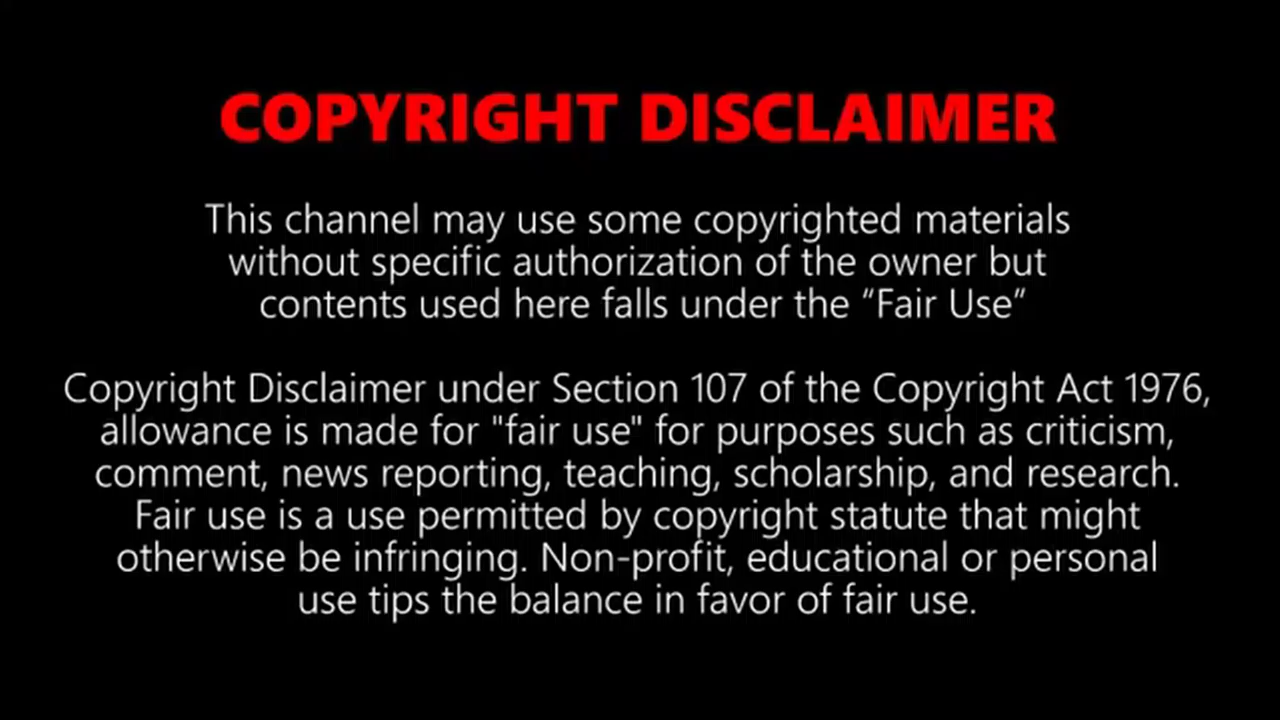 COPYRIGHT DISCLAIMER
This channel may use some copyrighted materials
without specific authorization of the owner but
contents used here falls under the “Fair Use”
Copyright Disclaimer under Section 107 of the Copyright Act 1976,
allowance is made for "fair use" for purposes such as criticism,
comment, news reporting, teaching, scholarship, and research.
Fair use is a use permitted by copyright statute that might
otherwise be infringing. Non-profit, educational or personal
use tips the balance in favor of fair use.